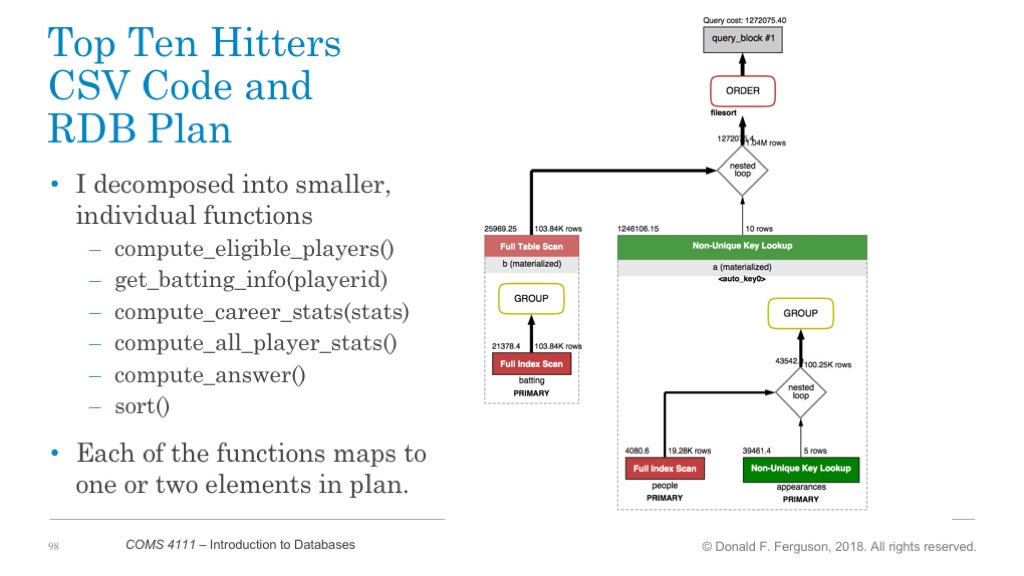 Top Ten Hitters
CSV Code and
RDB Plan
• I decomposed into smaller,
individual functions
– compute_eligible_players()
– get_batting_info(playerid)
– compute_career_stats(stats)
– compute_all_player_stats()
– compute_answer()
– sort()
• Each of the functions maps to
one or two elements in plan.
Query cost: 1272075.40
query_block #1
ORDER
filesort
1.04M rows
nested
loop
25969.25 103.84K rows
Full Table Scan
b (materialized)
GROUP
21378.4 103.84K rows
Full Index Scan
batting
PRIMARY
1246106.15 10 rows
Non-Unique Key Lookup
a (materialized)
<auto_key0>
GROUP
100.25K rows
nested
loop
4080.6 19.28K rows
Full Index Scan
people
PRIMARY
39461.4 5 rows
Non-Unique Key Lookup
appearances
PRIMARY
98
COMS 4111 – Introduction to Databases
© Donald F. Ferguson, 2018. All rights reserved.